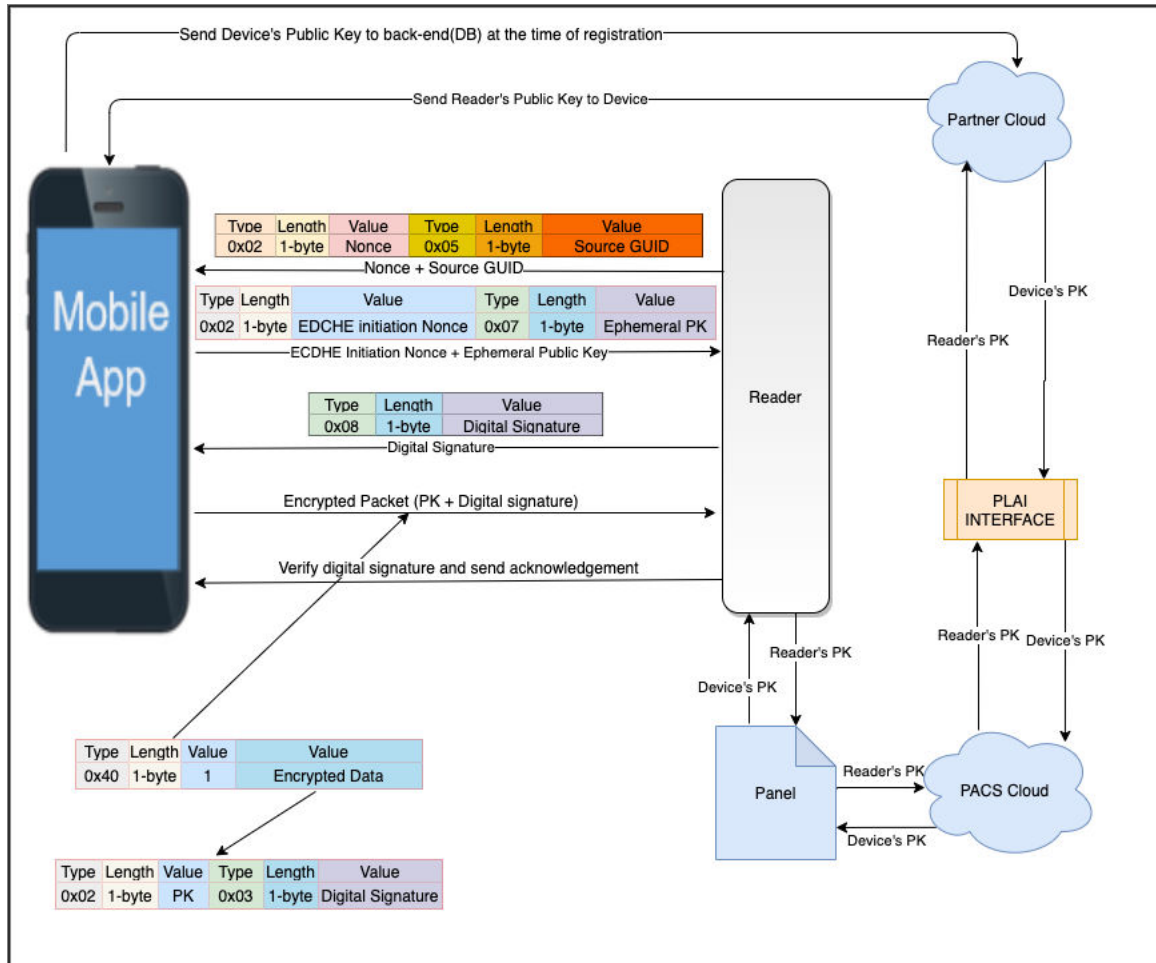 Send Device's Public Key to back-end(DB) at the time of registration
Send Reader's Public Key to Device
Partner Cloud
Type Length Value Type Length Value
0x02 1-byte Nonce 0x05 1-byte Source GUID
Nonce + Source GUID
Type Length Value Type Length Value
0x02 1-byte EDCHE initiation Nonce 0x07 1-byte Ephemeral PK
ECDHE Initiation Nonce + Ephemeral Public Key
Mobile
App
Reader
Device's PK
Reader's PK
Type Length Value
0x08 1-byte Digital Signature
Digital Signature
Encrypted Packet (PK + Digital signature)
PLAI
INTERFACE
Verify digital signature and send acknowledgement
Reader's PK
Device's PK
Reader's PK
Device's PK
Type Length Value Value
0x40 1-byte 1 Encrypted Data
Panel
Reader's PK
Device's PK
PACS Cloud
Type Length Value Type Length Value
0x02 1-byte PK 0x03 1-byte Digital Signature